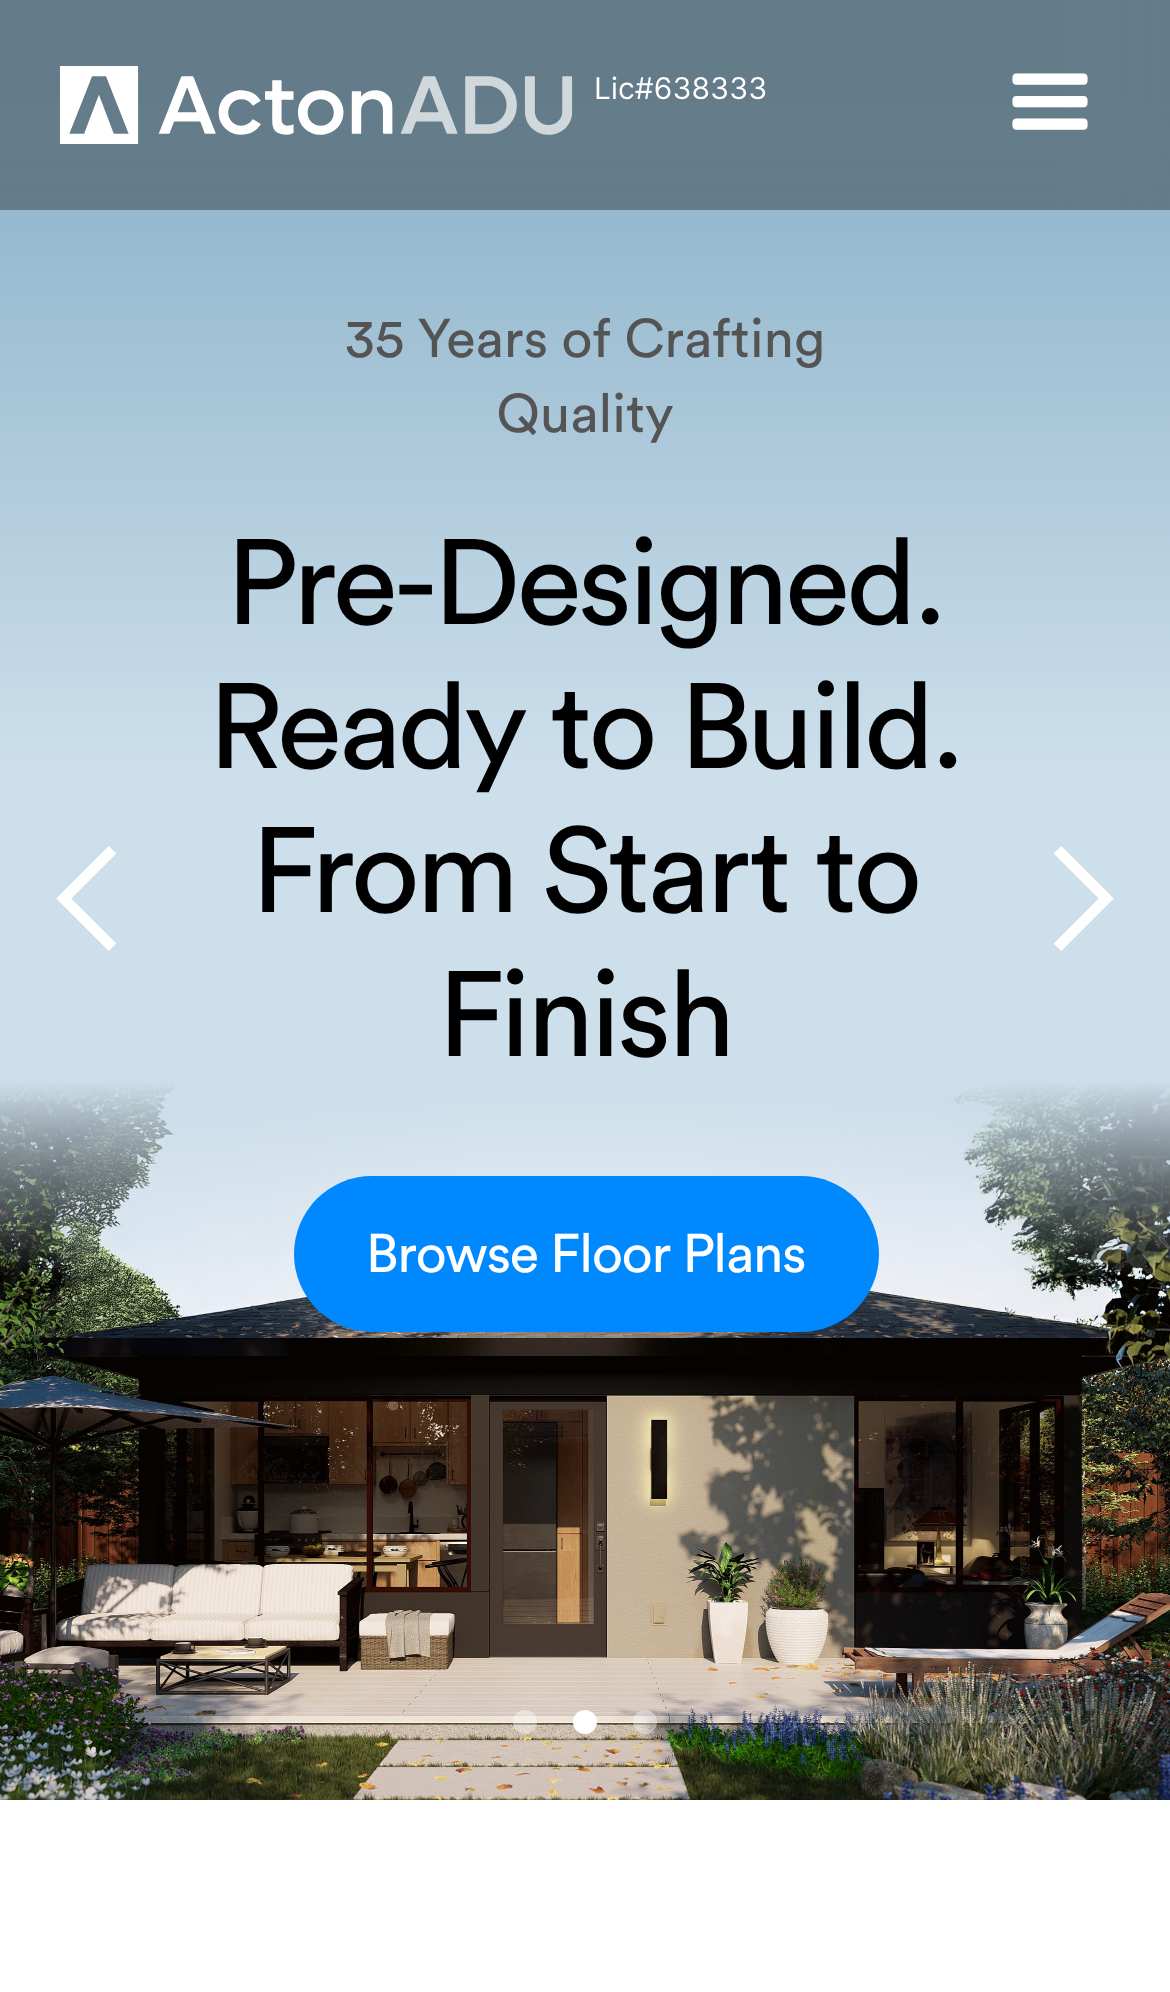 ActonADU Lic#638333
35 Years of Crafting
Quality
Pre-Designed.
Ready to Build.
From Start to
Finish
Browse Floor Plans